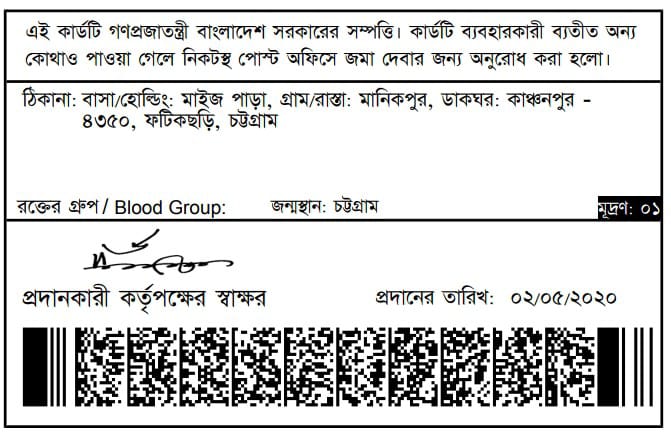 এই কার্ডটি গণপ্রজাতন্ত্রী বাংলাদেশ সরকারের সম্পত্তি। কার্ডটি ব্যবহারকারী ব্যতীত অন্য
কোথাও পাওয়া গেলে নিকটস্থ পোস্ট অফিসে জমা দেবার জন্য অনুরোধ করা হলো।
ঠিকানা: বাসা/হোল্ডিং: মাইজ পাড়া, গ্রাম/রাস্তা: মানিকপুর, ডাকঘর: কাঞ্চনপুর -
৪৩৫০, ফটিকছড়ি, চট্টগ্রাম
রক্তের গ্রুপ / Blood Group: জন্মস্থান: চট্টগ্রাম মূদ্রণ: ০১
প্রদানকারী কর্তৃপক্ষের স্বাক্ষর প্রদানের তারিখ: ০২/০৫/২০২০